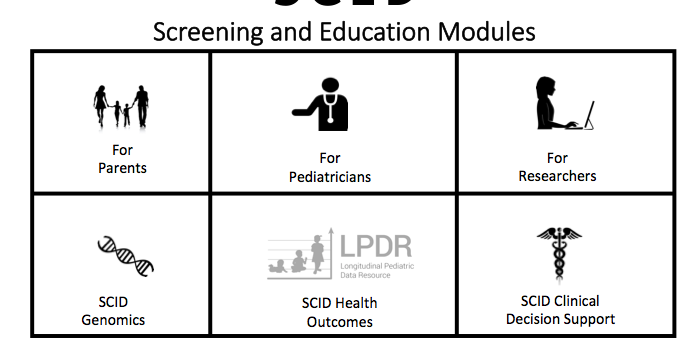 SCID
Screening and Education Modules
For
Parents
For
Pediatricians
For
Researchers
SCID
Genomics
LPDR
Longitudinal Pediatric
Data Resource
SCID Health
Outcomes
SCID Clinical
Decision Support